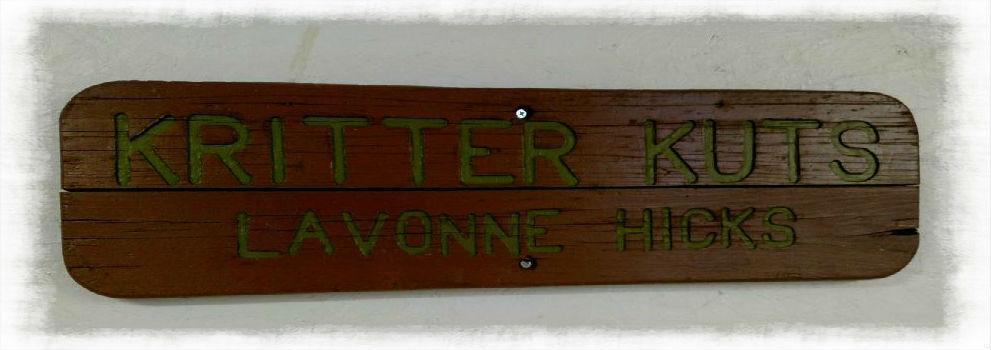 KRITTER KUTS
LAVONNE HICKS